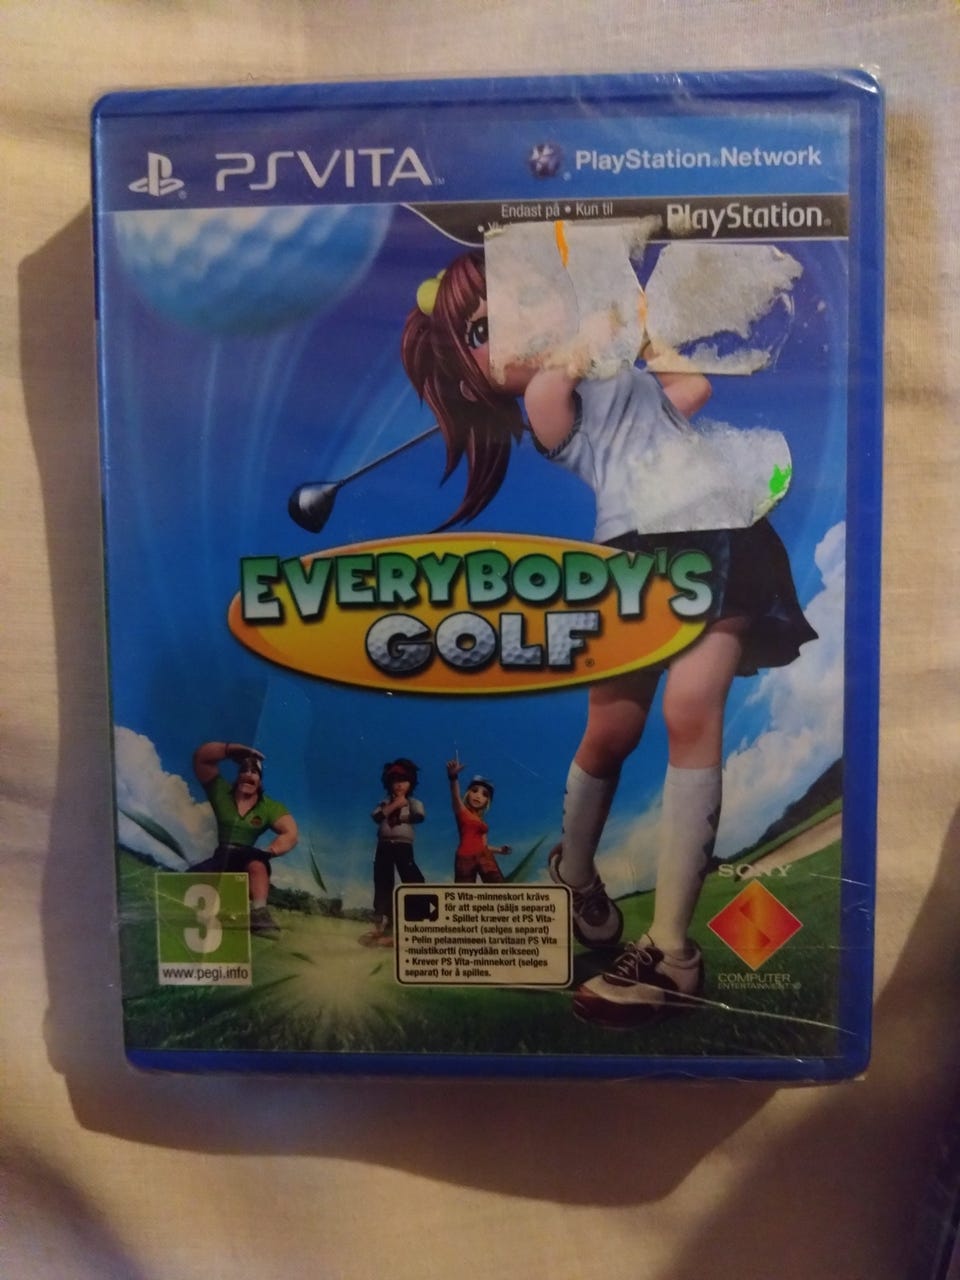 PSVITA™
PlayStation®Network
Endast på • Kun til
PlayStation®
EVERYBODY'S
GOLF®
3™
www.pegi.info
PS Vita-minneskort krävs
för att spela (säljs separat)
• Spillet kræver et PS Vita-
hukommelseskort (sælges separat)
• Pelin pelaamiseen tarvitaan PS Vita
-muistikortti (myydään erikseen)
• Krever PS Vita-minnekort (selges
separat) for å spilles.
SONY
COMPUTER
ENTERTAINMENT®